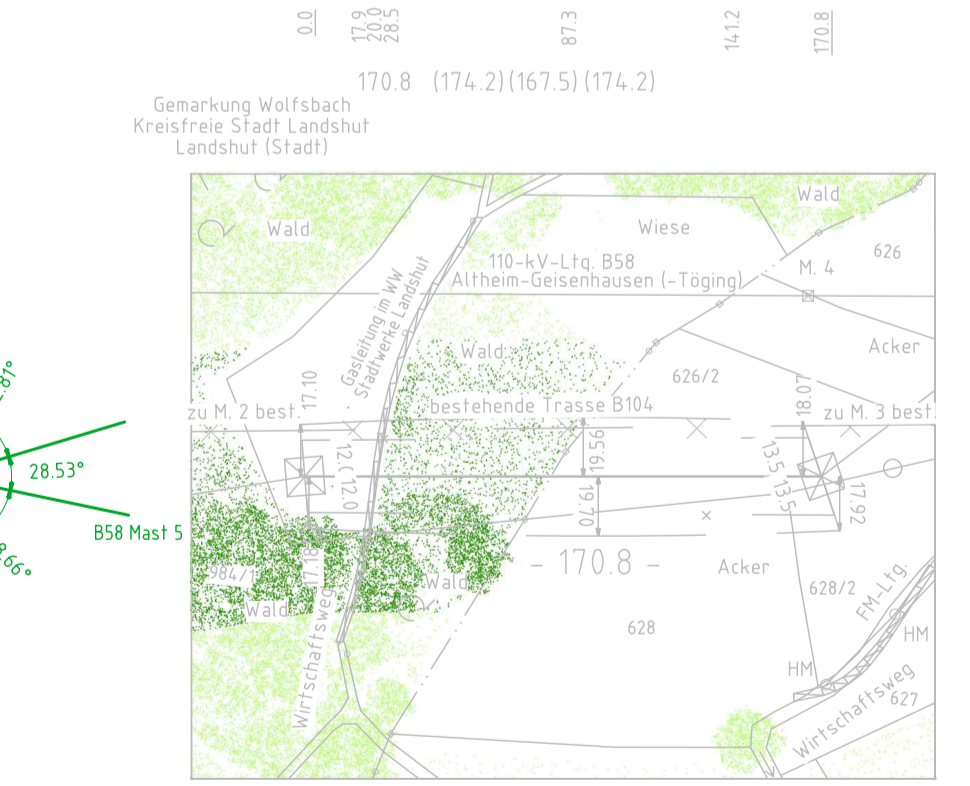 0.0
17.9
20.0
28.5
87.3
141.2
170.8
170.8 (174.2)(167.5)(174.2)
Gemarkung Wolfsbach
Kreisfreie Stadt Landshut
Landshut (Stadt)
Wald
Wald
Wiese
626
110-kV-Ltg. B58
Altheim-Geisenhausen (-Töging)
M. 4
Gasleitung im WW
Stadtwerke Landshut
Wald
Acker
626/2
17.10
18.07
zu M. 2 best.
bestehende Trasse B104
zu M. 3 best.
28.53°
12.0
19.56
13.5
13.5
19.70
17.92
B58 Mast 5
17.18
- 170.8 -
Acker
984/1
Wald
Wald
628/2
FM-Ltg.
628
HM
HM
Wirtschaftsweg
Wirtschaftsweg
627